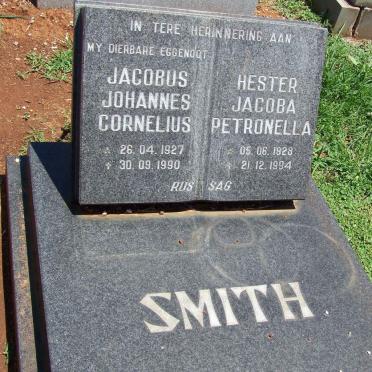 IN TERE HERINNERING AAN
MY DIERBARE EGGENOOT
JACOBUS
JOHANNES
CORNELIUS
26.04.1927
30.09.1990
HESTER
JACOBA
PETRONELLA
05.06.1928
21.12.1994
RUS SAG
SMITH